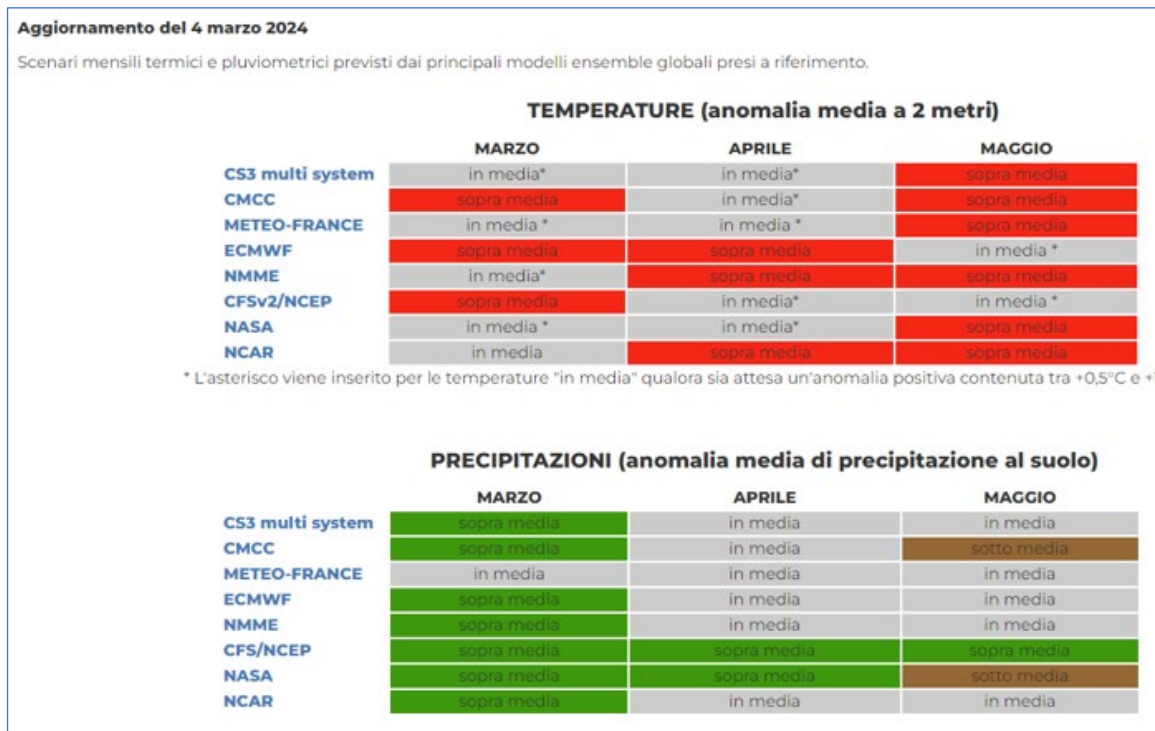 Aggiornamento del 4 marzo 2024
Scenari mensili termici e pluviometrici previsti dai principali modelli ensemble globali presi a riferimento.
TEMPERATURE (anomalia media a 2 metri)
MARZO APRILE MAGGIO
CS3 multi system in media* in media* sopra media
CMCC sopra media in media* sopra media
METEO-FRANCE in media * in media * sopra media
ECMWF sopra media sopra media in media *
NMME in media* sopra media sopra media
CFSv2/NCEP sopra media in media* in media *
NASA in media * in media* sopra media
NCAR in media sopra media sopra media
* L'asterisco viene inserito per le temperature "in media" qualora sia attesa un'anomalia positiva contenuta tra +0,5°C e +
PRECIPITAZIONI (anomalia media di precipitazione al suolo)
MARZO APRILE MAGGIO
CS3 multi system sopra media in media in media
CMCC sopra media in media sotto media
METEO-FRANCE in media in media in media
ECMWF sopra media in media in media
NMME sopra media in media in media
CFS/NCEP sopra media sopra media sopra media
NASA sopra media sopra media sotto media
NCAR sopra media in media in media